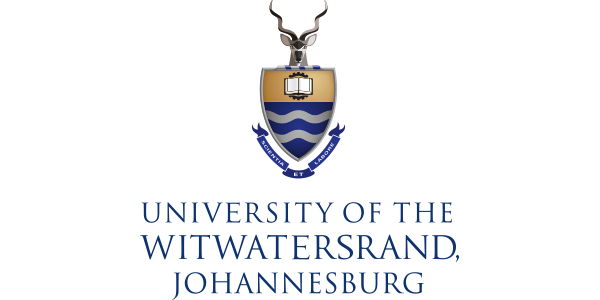 SCIENTIA
ET
LABORE
UNIVERSITY OF THE
WITWATERSRAND,
JOHANNESBURG